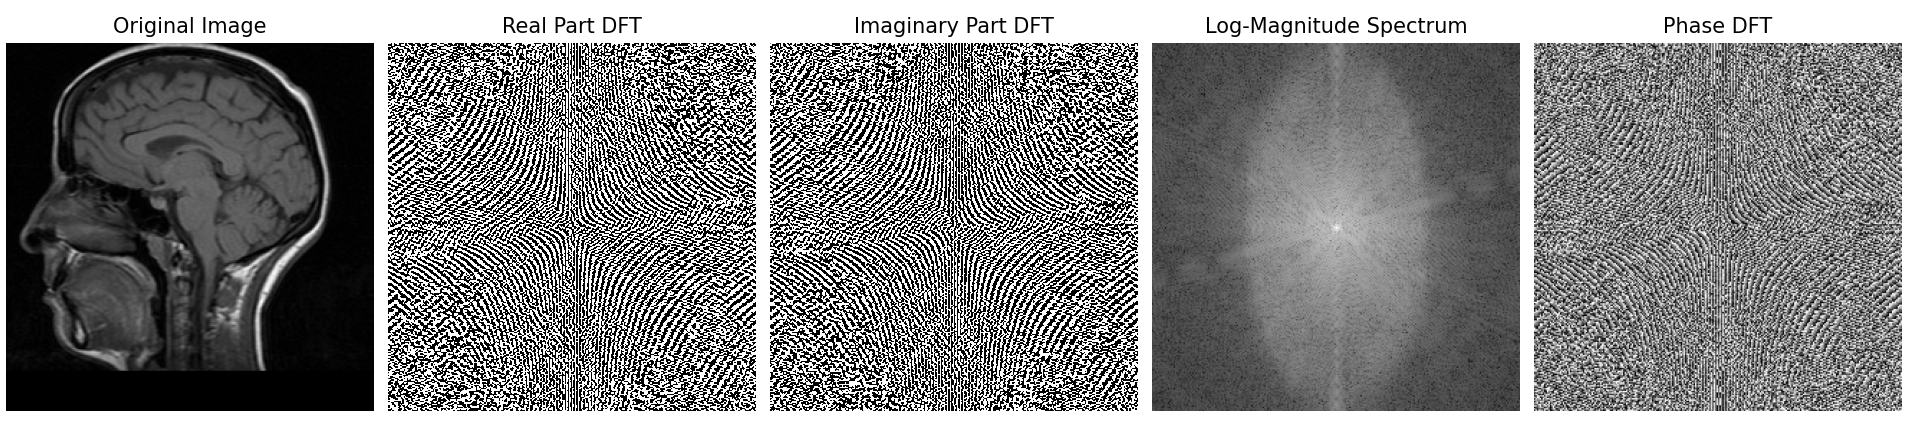 Original Image
Real Part DFT
Imaginary Part DFT
Log-Magnitude Spectrum
Phase DFT